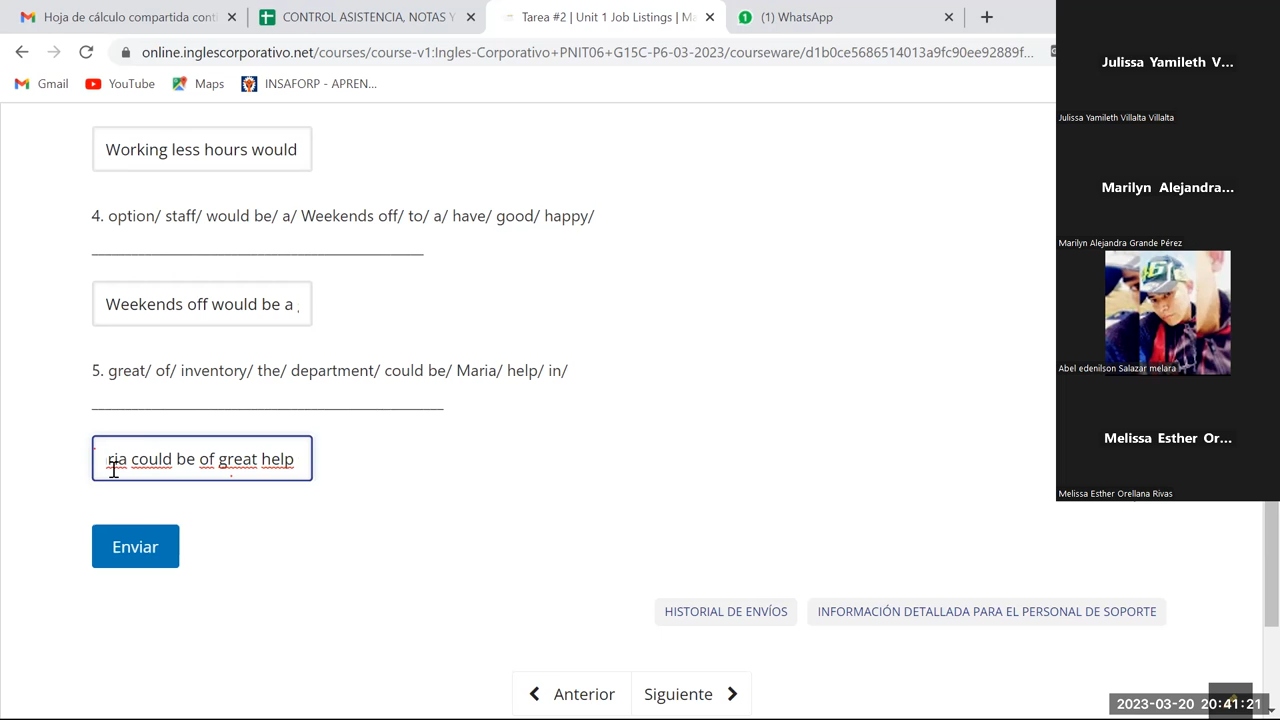 Hoja de cálculo compartida cont
CONTROL ASISTENCIA, NOTAS Y
Tarea #2 | Unit 1 Job Listings | Ma
(1) WhatsApp
online.inglescorporativo.net/courses/course-v1:Ingles-Corporativo+PNIT06+G15C-P6-03-2023/courseware/d1b0ce5686514013a9fc90ee92889f...
Gmail
YouTube
Maps
INSAFORP - APREN...
Working less hours would
4. option/ staff/ would be/ a/ Weekends off/ to/ a/ have/ good/ happy/
Weekends off would be a
5. great/ of/ inventory/ the/ department/ could be/ Maria/ help/ in/
ria could be of great help
Enviar
HISTORIAL DE ENVÍOS
INFORMACIÓN DETALLADA PARA EL PERSONAL DE SOPORTE
Anterior
Siguiente
Julissa Yamileth V...
Julissa Yamileth Villalta Villalta
Marilyn Alejandra...
Marilyn Alejandra Grande Pérez
Abel edenilson Salazar melara
Melissa Esther Or...
Melissa Esther Orellana Rivas
2023-03-20 20:41:21